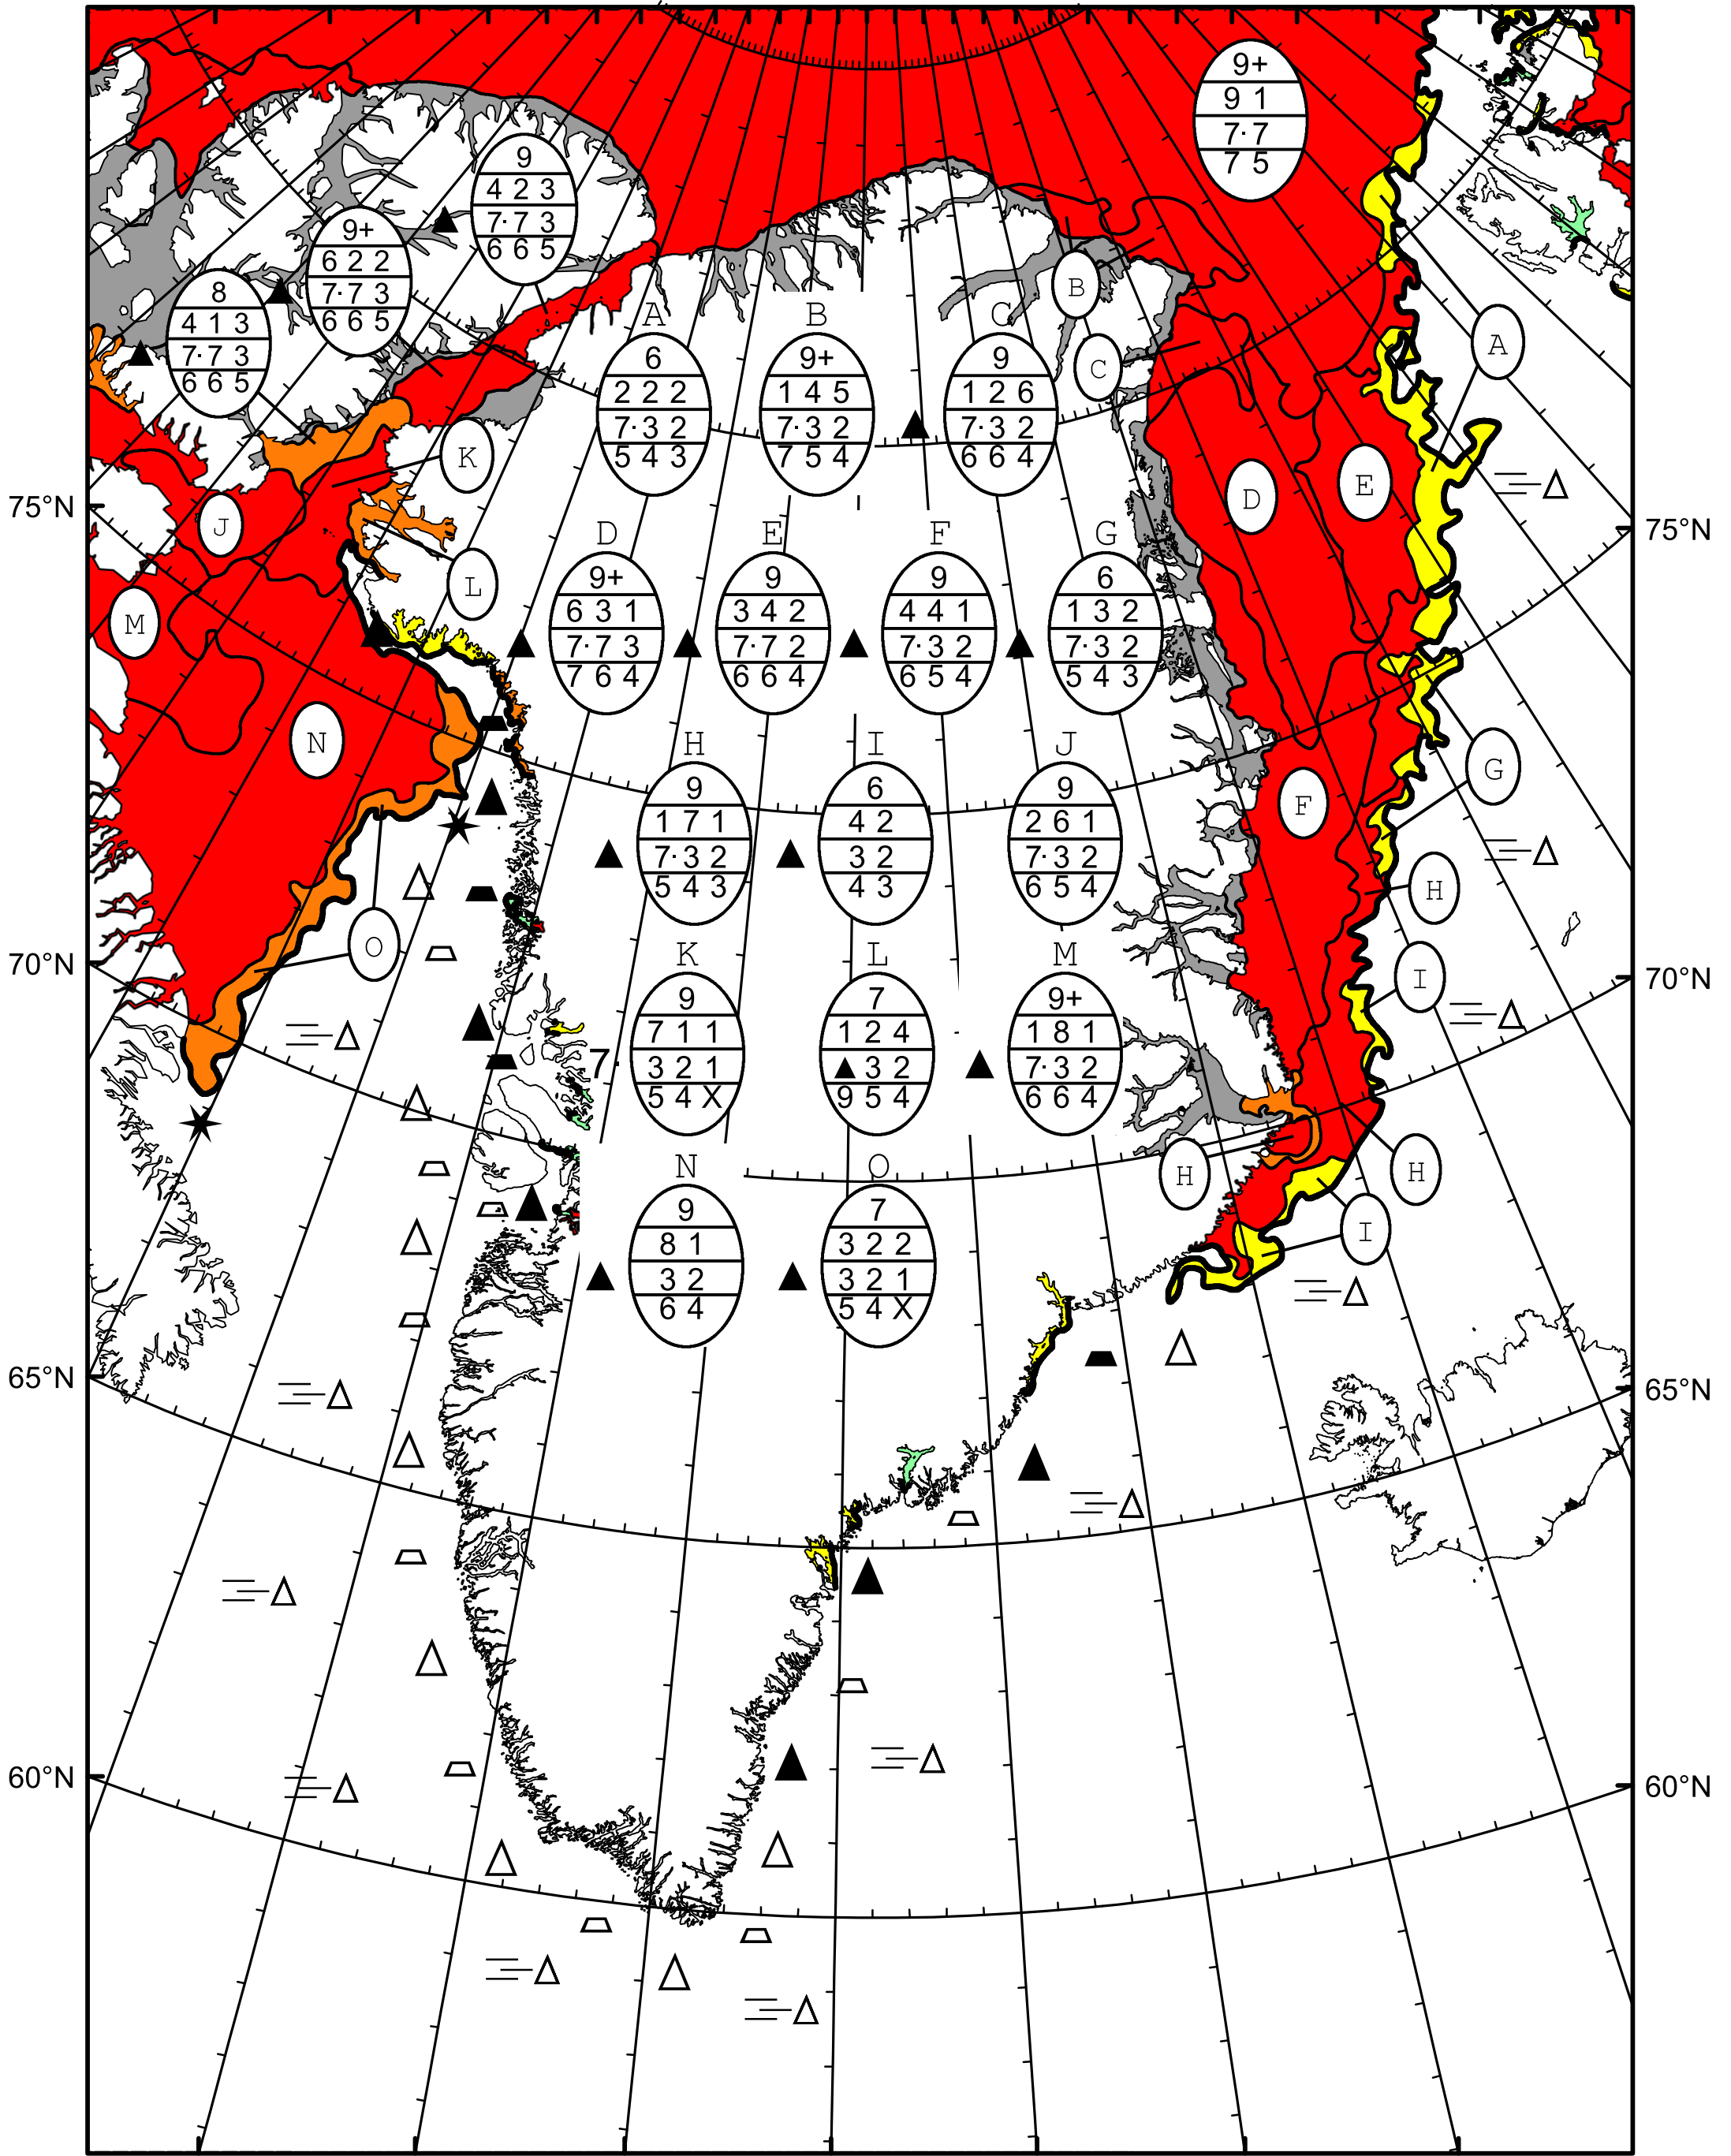 9+
9 1
7· 7
7 5
9
4 2 3
7· 7 3
6 6 5
9+
6 2 2
7· 7 3
6 6 5
8
4 1 3
7· 7 3
6 6 5
B
C
A
A
6
2 2 2
7· 3 2
5 4 3
B
9+
1 4 5
7· 3 2
7 5 4
C
9
1 2 6
7· 3 2
6 6 4
K
J
L
M
N
D
E
75°N
75°N
D
9+
6 3 1
7· 7 3
7 6 4
E
9
3 4 2
7· 7 2
6 6 4
F
9
4 4 1
7· 3 2
6 5 4
G
6
1 3 2
7· 3 2
5 4 3
H
9
1 7 1
7· 3 2
5 4 3
I
6
4 2
3 2
4 3
J
9
2 6 1
7· 3 2
6 5 4
F
G
H
O
I
70°N
70°N
K
9
7 1 1
7· 3 2 1
5 4 X
L
7
1 2 4
3 2
9 5 4
M
9+
1 8 1
7· 3 2
6 6 4
H
H
I
N
9
8 1
3 2
6 4
O
7
3 2 2
3 2 1
5 4 X
65°N
65°N
60°N
60°N